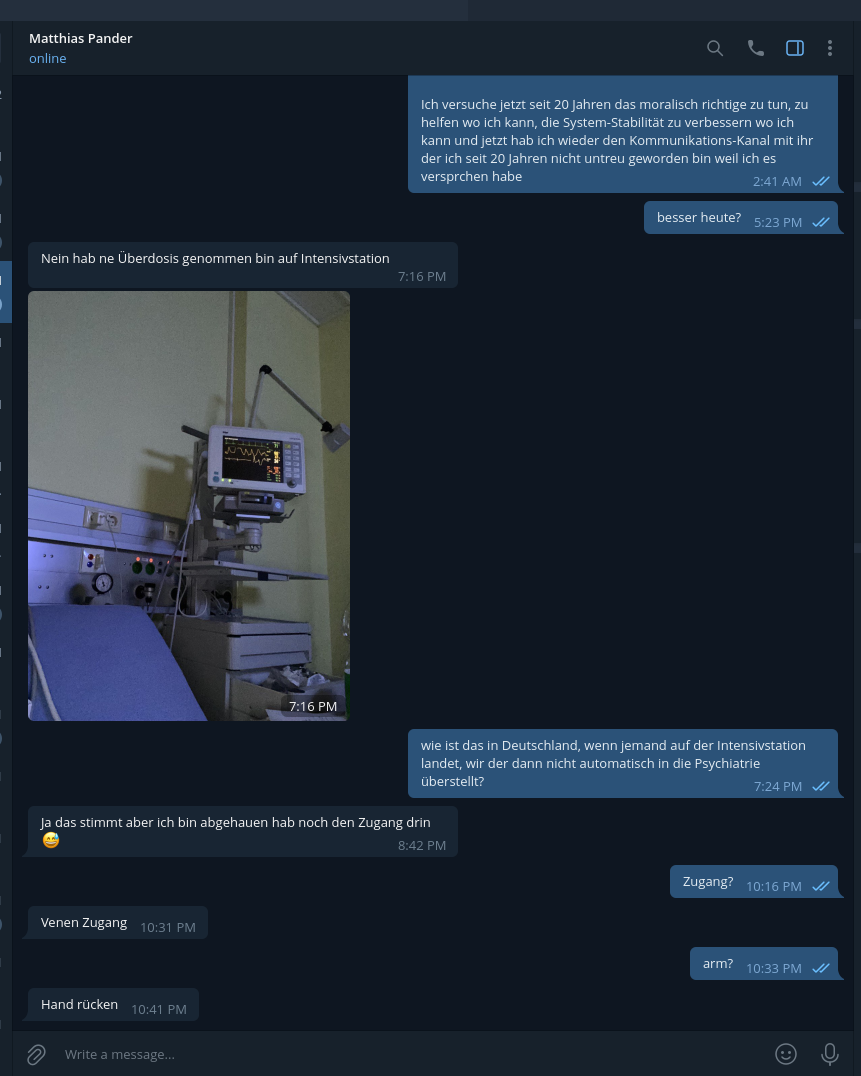 Matthias Pander
online
Ich versuche jetzt seit 20 Jahren das moralisch richtige zu tun, zu
helfen wo ich kann, die System-Stabilität zu verbessern wo ich
kann und jetzt hab ich wieder den Kommunikations-Kanal mit ihr
der ich seit 20 Jahren nicht untreu geworden bin weil ich es
versprchen habe
2:41 AM
besser heute? 5:23 PM
Nein hab ne Überdosis genommen bin auf Intensivstation
7:16 PM
7:16 PM
wie ist das in Deutschland, wenn jemand auf der Intensivstation
landet, wir der dann nicht automatisch in die Psychiatrie
überstellt?
7:24 PM
Ja das stimmt aber ich bin abgehauen hab noch den Zugang drin
😅 8:42 PM
Zugang? 10:16 PM
Venen Zugang 10:31 PM
arm? 10:33 PM
Hand rücken 10:41 PM
Write a message...